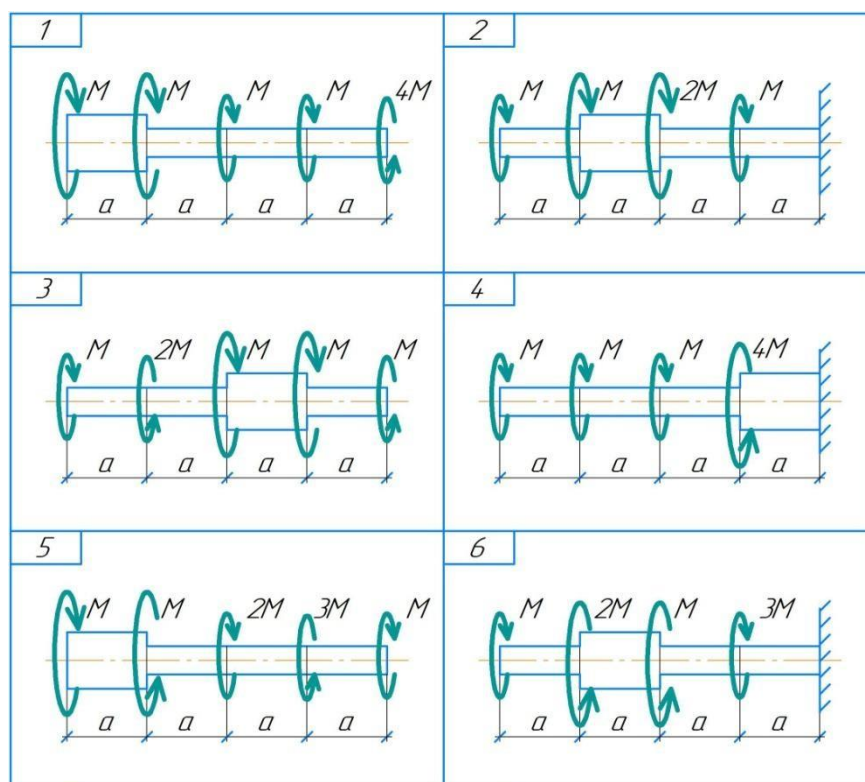 1
M M M M 4M
a a a a
2
M 2M M
a a a a
3
M 2M M M M
a a a a
4
M M M 4M
a a a a
5
M M 2M 3M M
a a a a
6
M 2M M 3M
a a a a